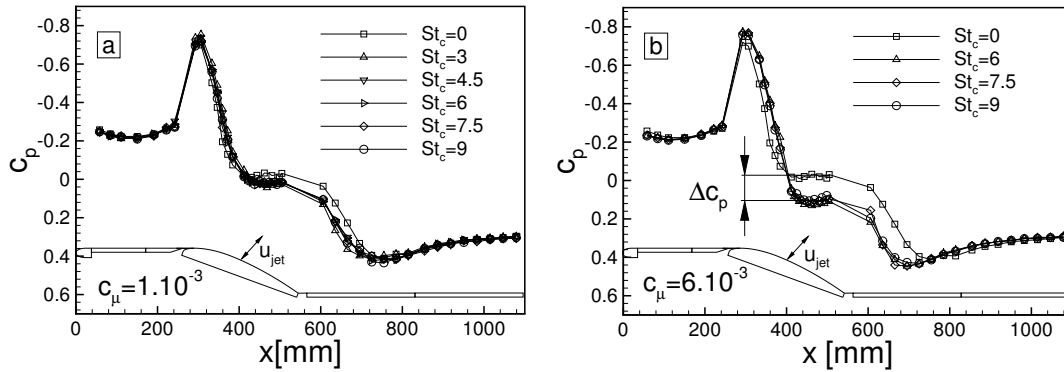 a
St_c=0
St_c=3
St_c=4.5
St_c=6
St_c=7.5
St_c=9
-0.8
-0.6
-0.4
-0.2
0
0.2
0.4
0.6
c_p
u_jet
c_μ=1.10^-3
0 200 400 600 800 1000
x[mm]
b
St_c=0
St_c=6
St_c=7.5
St_c=9
-0.8
-0.6
-0.4
-0.2
0
0.2
0.4
0.6
c_p
Δc_p
u_jet
c_μ=6.10^-3
0 200 400 600 800 1000
x[mm]